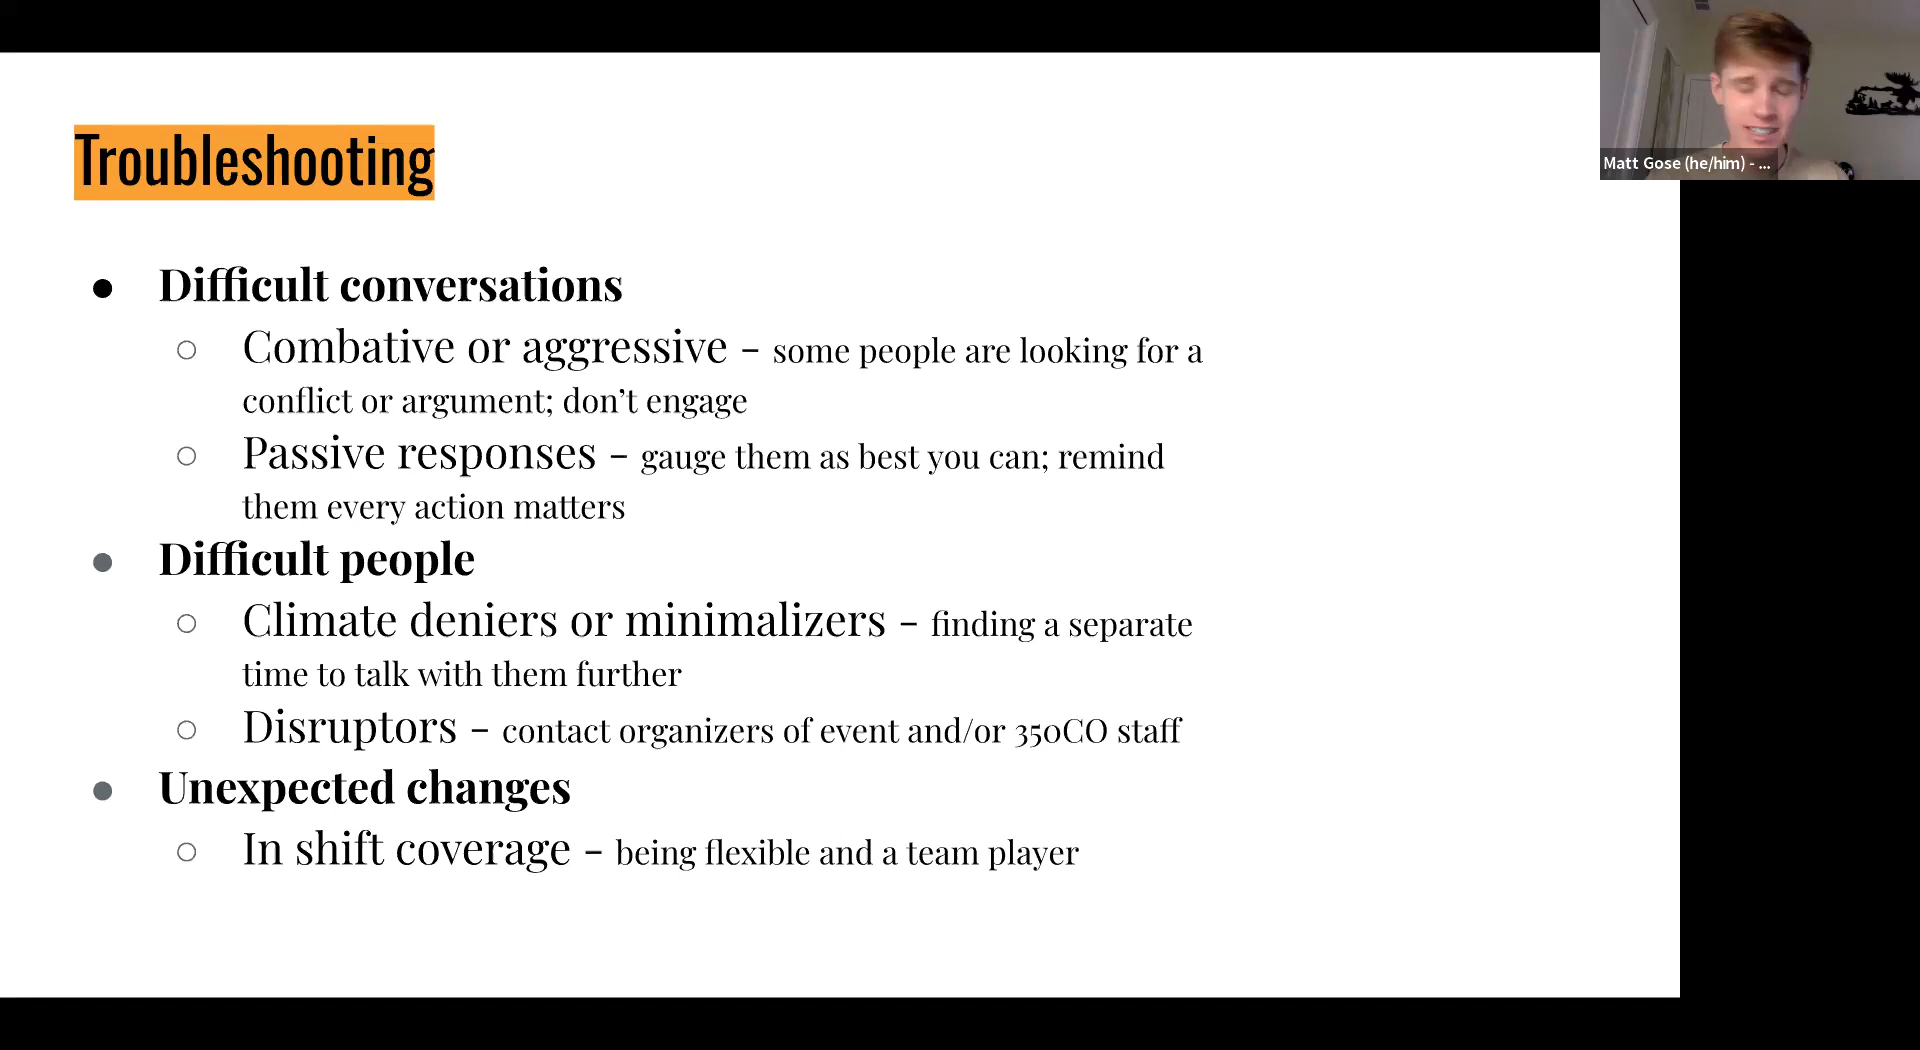 Troubleshooting
Matt Gose (he/him) - ...
● Difficult conversations
○ Combative or aggressive - some people are looking for a
conflict or argument; don’t engage
○ Passive responses - gauge them as best you can; remind
them every action matters
● Difficult people
○ Climate deniers or minimalizers - finding a separate
time to talk with them further
○ Disruptors - contact organizers of event and/or 350CO staff
● Unexpected changes
○ In shift coverage - being flexible and a team player